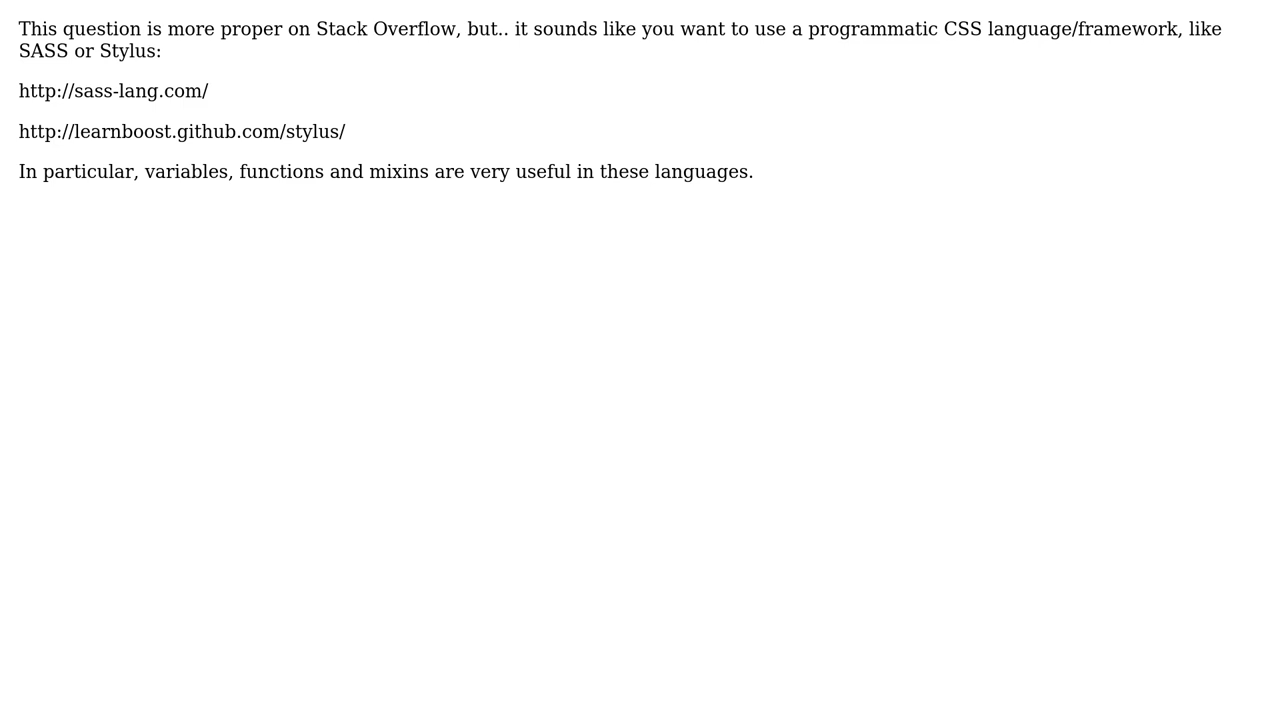 This question is more proper on Stack Overflow, but.. it sounds like you want to use a programmatic CSS language/framework, like
SASS or Stylus:
http://sass-lang.com/
http://learnboost.github.com/stylus/
In particular, variables, functions and mixins are very useful in these languages.